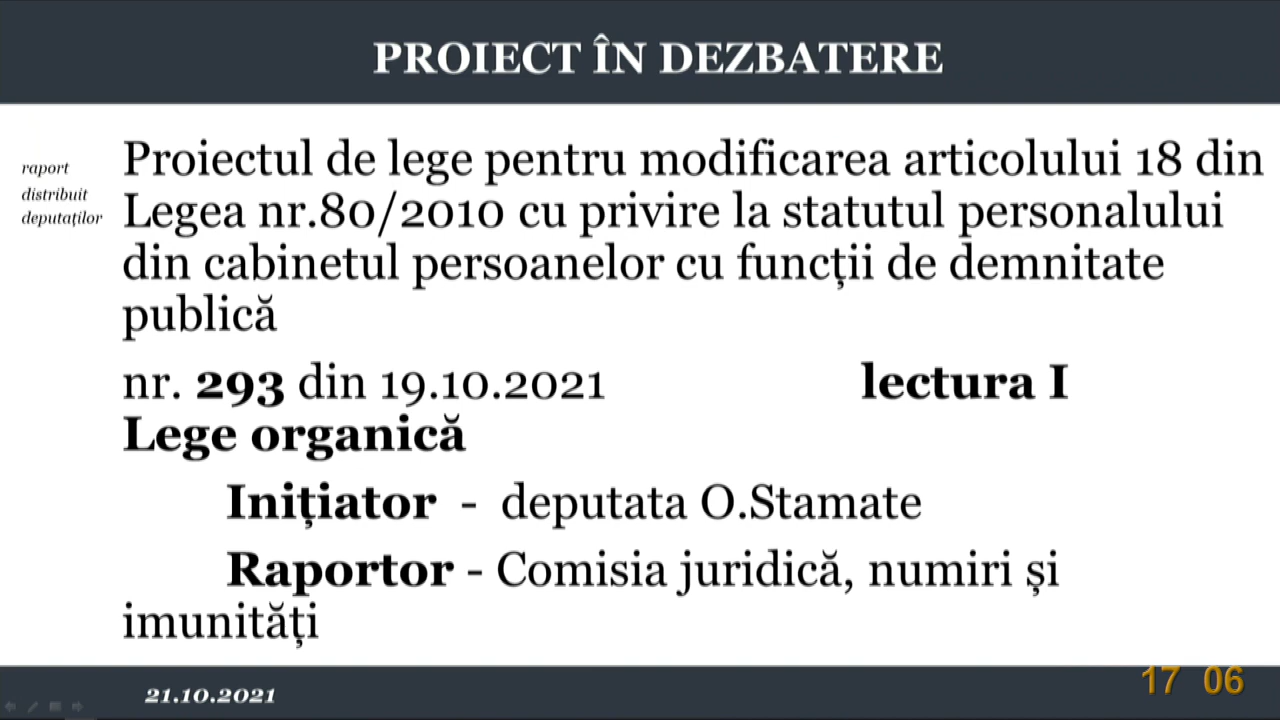 PROIECT ÎN DEZBATERE
raport
distribuit
deputaților
Proiectul de lege pentru modificarea articolului 18 din
Legea nr.80/2010 cu privire la statutul personalului
din cabinetul persoanelor cu funcții de demnitate
publică
nr. 293 din 19.10.2021 lectura I
Lege organică
Inițiator - deputata O.Stamate
Raportor - Comisia juridică, numiri și
imunități
21.10.2021
17 06